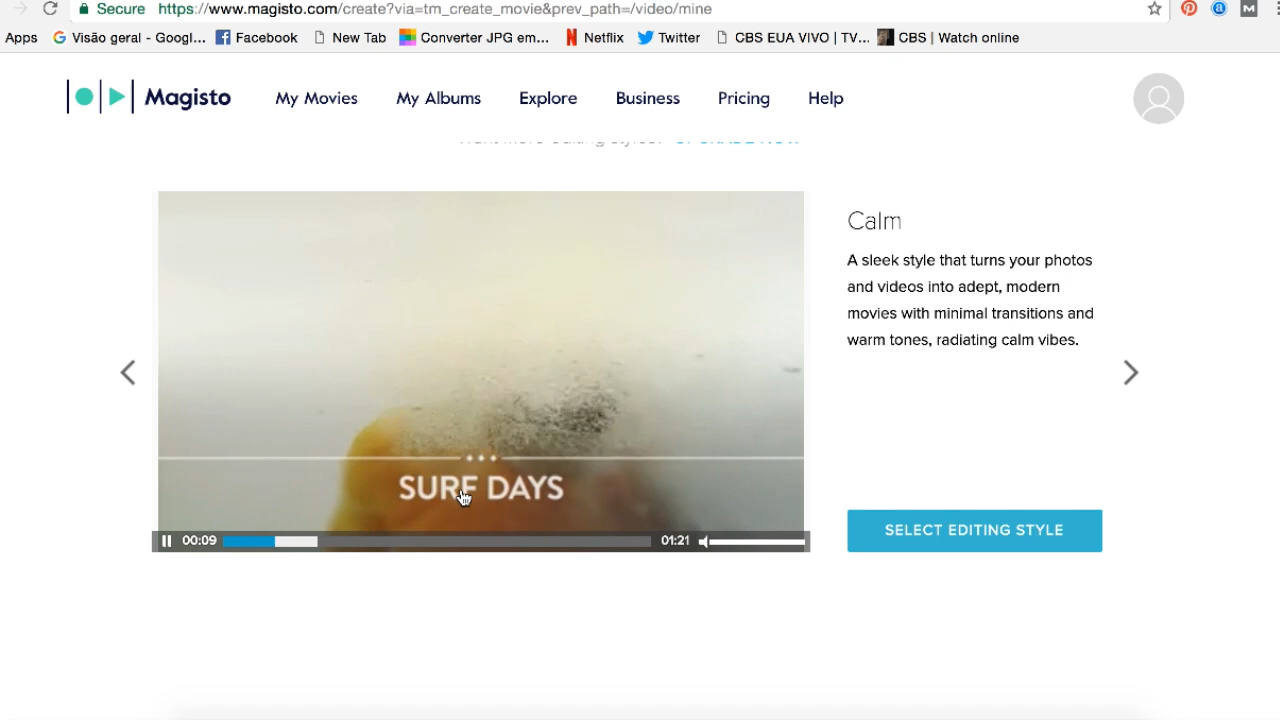 Secure https://www.magisto.com/create?via=tm_create_movie&prev_path=/video/mine
Apps Visão geral - Googl... Facebook New Tab Converter JPG em... Netflix Twitter CBS EUA VIVO | TV... CBS | Watch online
Magisto My Movies My Albums Explore Business Pricing Help
Calm
A sleek style that turns your photos
and videos into adept, modern
movies with minimal transitions and
warm tones, radiating calm vibes.
SURF DAYS
SELECT EDITING STYLE
00:09 01:21